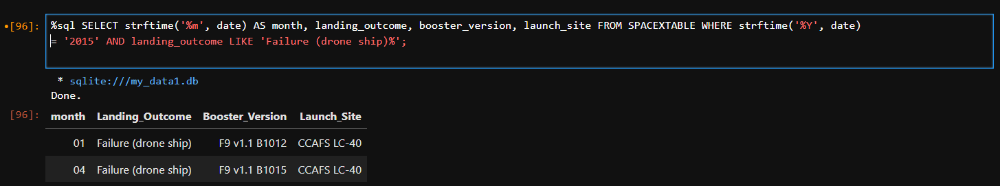 •[96]: %sql SELECT strftime('%m', date) AS month, landing_outcome, booster_version, launch_site FROM SPACEXTABLE WHERE strftime('%Y', date)
= '2015' AND landing_outcome LIKE 'Failure (drone ship)%';
* sqlite:///my_data1.db
Done.
[96]: month Landing_Outcome Booster_Version Launch_Site
01 Failure (drone ship) F9 v1.1 B1012 CCAFS LC-40
04 Failure (drone ship) F9 v1.1 B1015 CCAFS LC-40